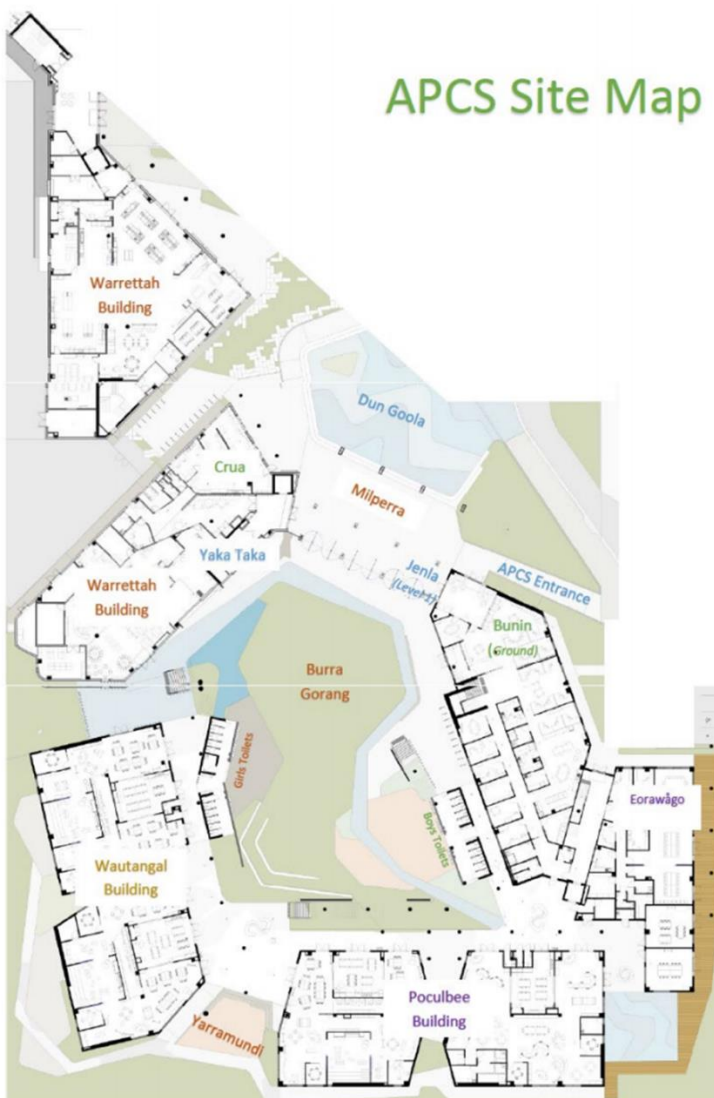 APCS Site Map
Warrettah
Building
Dun Goola
Crua
Milperra
Yaka Taka
Jenla
(Level 1)
APCS Entrance
Warrettah
Building
Bunin
(Ground)
Burra
Gorang
Girls Toilets
Eorawågo
Boys Toilets
Wautangal
Building
Poculbee
Building
Yarramundi